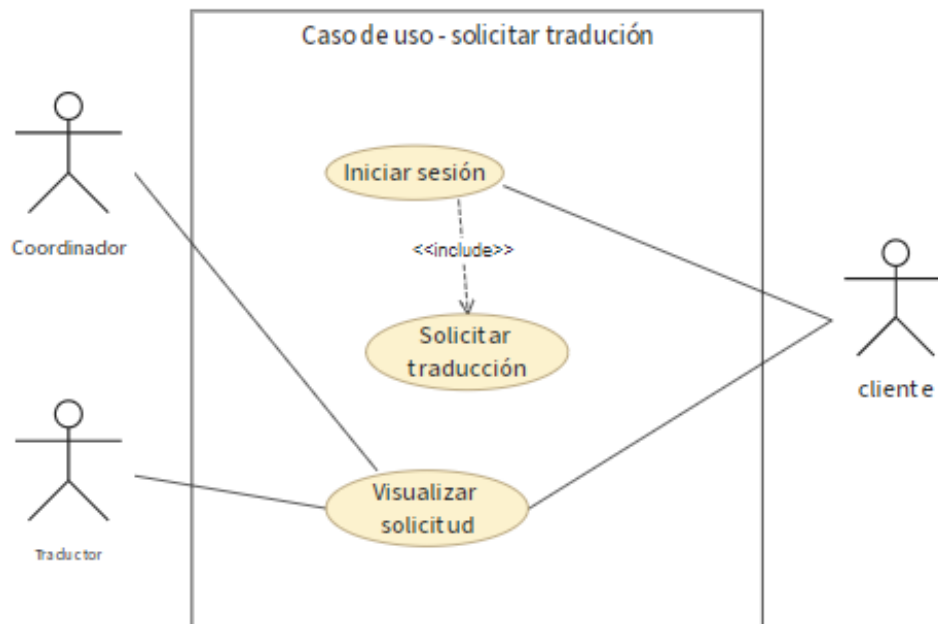 Caso de uso - solicitar tradución
Iniciar sesión
Coordinador
<<include>>
Solicitar
traducción
cliente
Visualizar
solicitud
Traductor